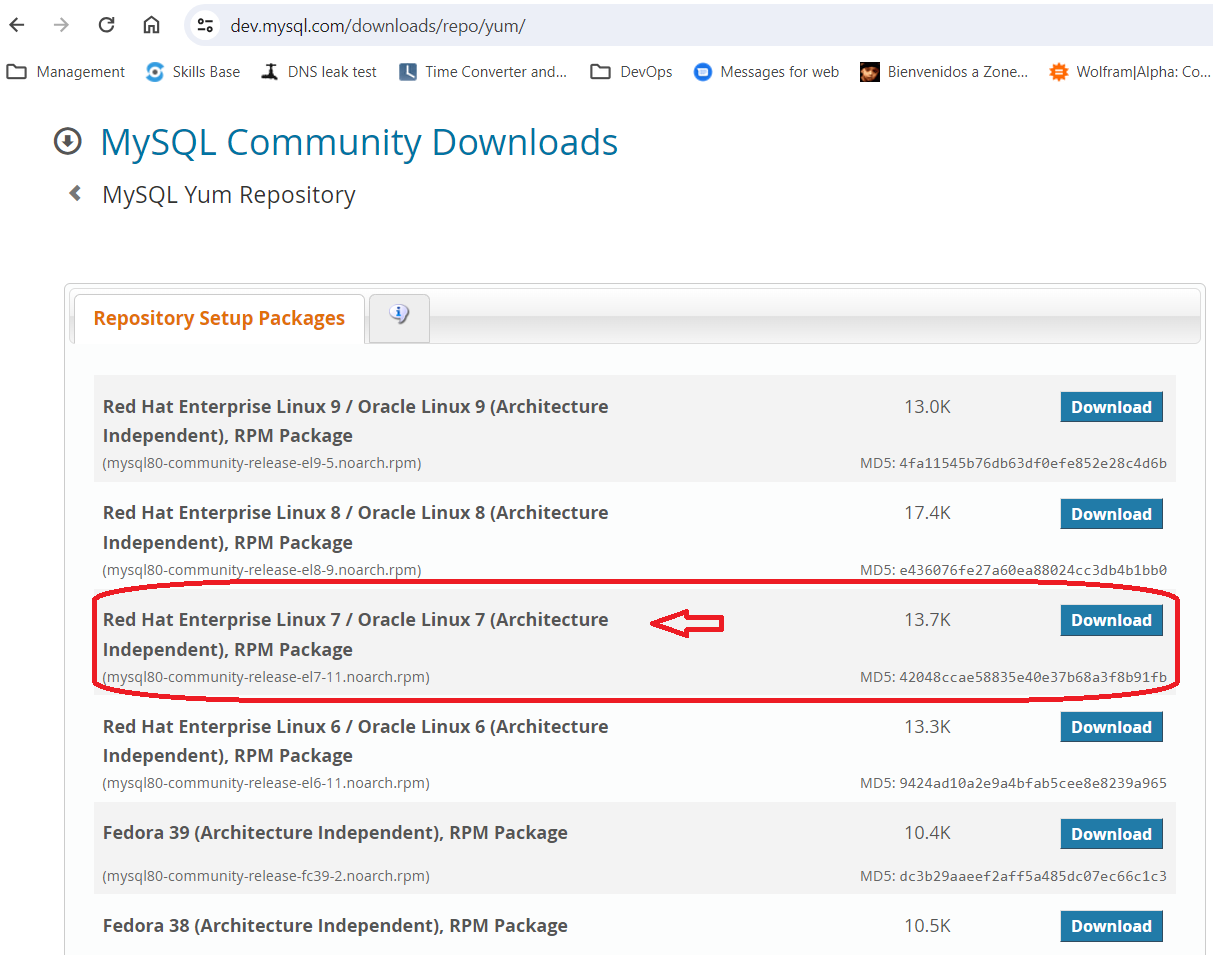 dev.mysql.com/downloads/repo/yum/
Management Skills Base DNS leak test Time Converter and... DevOps Messages for web Bienvenidos a Zone... Wolfram|Alpha: Co...
MySQL Community Downloads
MySQL Yum Repository
Repository Setup Packages
Red Hat Enterprise Linux 9 / Oracle Linux 9 (Architecture 13.0K Download
Independent), RPM Package
(mysql80-community-release-el9-5.noarch.rpm) MD5: 4fa11545b76db63df0efe852e28c4d6b
Red Hat Enterprise Linux 8 / Oracle Linux 8 (Architecture 17.4K Download
Independent), RPM Package
(mysql80-community-release-el8-9.noarch.rpm) MD5: e436076fe27a60ea88024cc3db4b1bb0
Red Hat Enterprise Linux 7 / Oracle Linux 7 (Architecture 13.7K Download
Independent), RPM Package
(mysql80-community-release-el7-11.noarch.rpm) MD5: 42048ccae58835e40e37b68a3f8b91fb
Red Hat Enterprise Linux 6 / Oracle Linux 6 (Architecture 13.3K Download
Independent), RPM Package
(mysql80-community-release-el6-11.noarch.rpm) MD5: 9424ad10a2e9a4bfab5cee8e8239a965
Fedora 39 (Architecture Independent), RPM Package 10.4K Download
(mysql80-community-release-fc39-2.noarch.rpm) MD5: dc3b29aaeef2aff5a485dc07ec66c1c3
Fedora 38 (Architecture Independent), RPM Package 10.5K Download